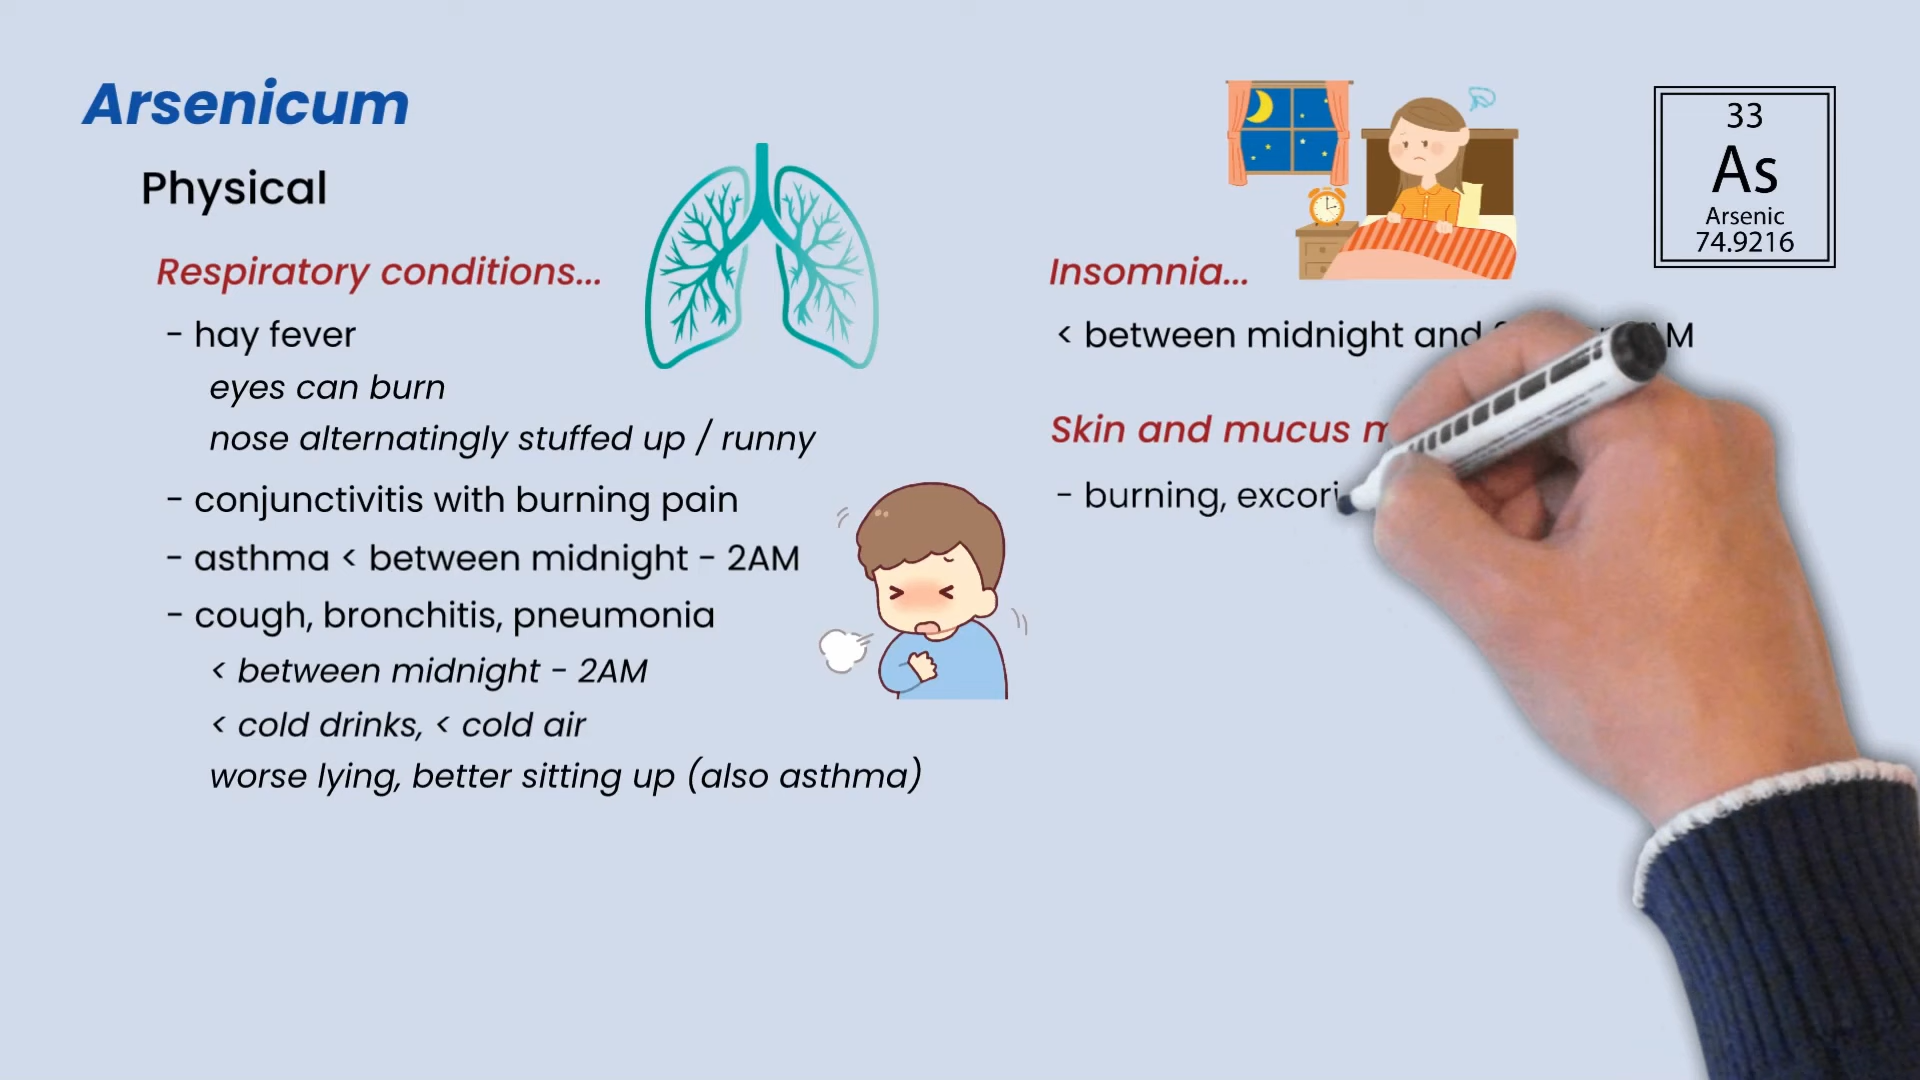 Arsenicum
Physical
Respiratory conditions...
- hay fever
eyes can burn
nose alternatingly stuffed up / runny
- conjunctivitis with burning pain
- asthma < between midnight - 2AM
- cough, bronchitis, pneumonia
< between midnight - 2AM
< cold drinks, < cold air
worse lying, better sitting up (also asthma)
Insomnia...
< between midnight and
Skin and mucus
- burning,
33
As
Arsenic
74.9216